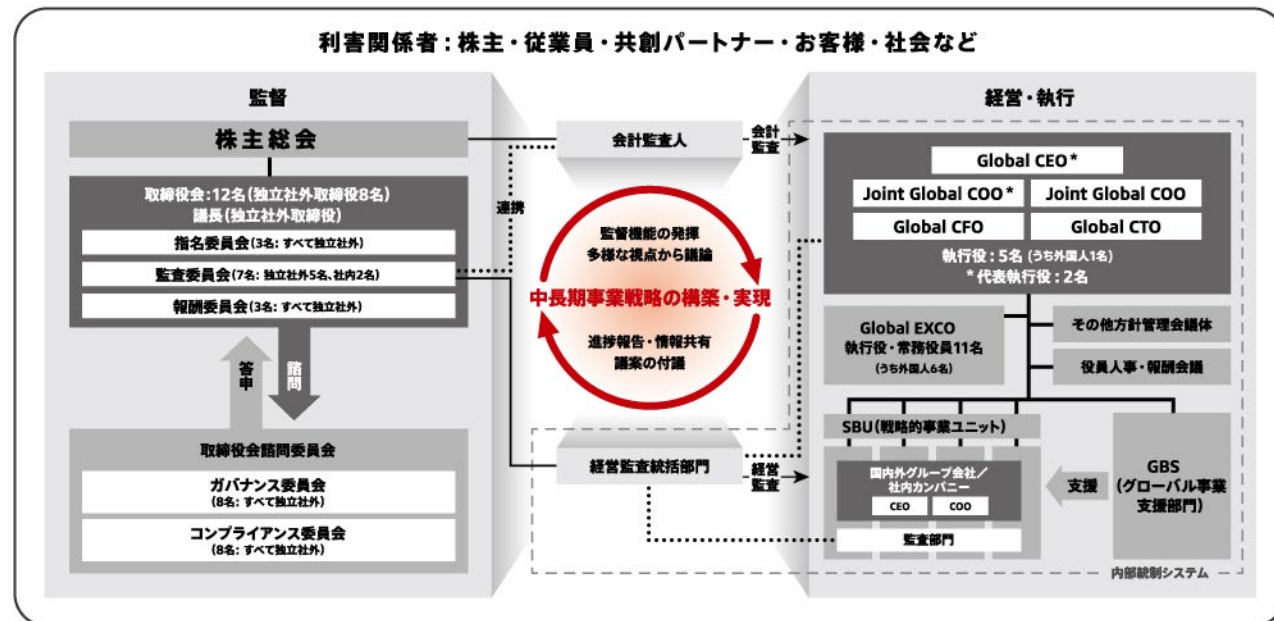 利害関係者:株主・従業員・共創パートナー・お客様・社会など
監督
株主総会
取締役会:12名(独立社外取締役8名)
議長(独立社外取締役)
指名委員会(3名: すべて独立社外)
監査委員会(7名: 独立社外5名、社内2名)
報酬委員会(3名: すべて独立社外)
答申
諮問
取締役会諮問委員会
ガバナンス委員会
(8名: すべて独立社外)
コンプライアンス委員会
(8名: すべて独立社外)
会計監査人
会計
監査
連携
監督機能の発揮
多様な視点から議論
中長期事業戦略の構築・実現
進捗報告・情報共有
議案の付議
経営監査統括部門
経営
監査
経営・執行
Global CEO*
Joint Global COO*
Joint Global COO
Global CFO
Global CTO
執行役:5名(うち外国人1名)
*代表執行役:2名
Global EXCO
執行役・常務役員11名
(うち外国人6名)
その他方針管理会議体
役員人事・報酬会議
SBU(戦略的事業ユニット)
国内外グループ会社/
社内カンパニー
CEO
COO
監査部門
支援
GBS
(グローバル事業
支援部門)
内部統制システム